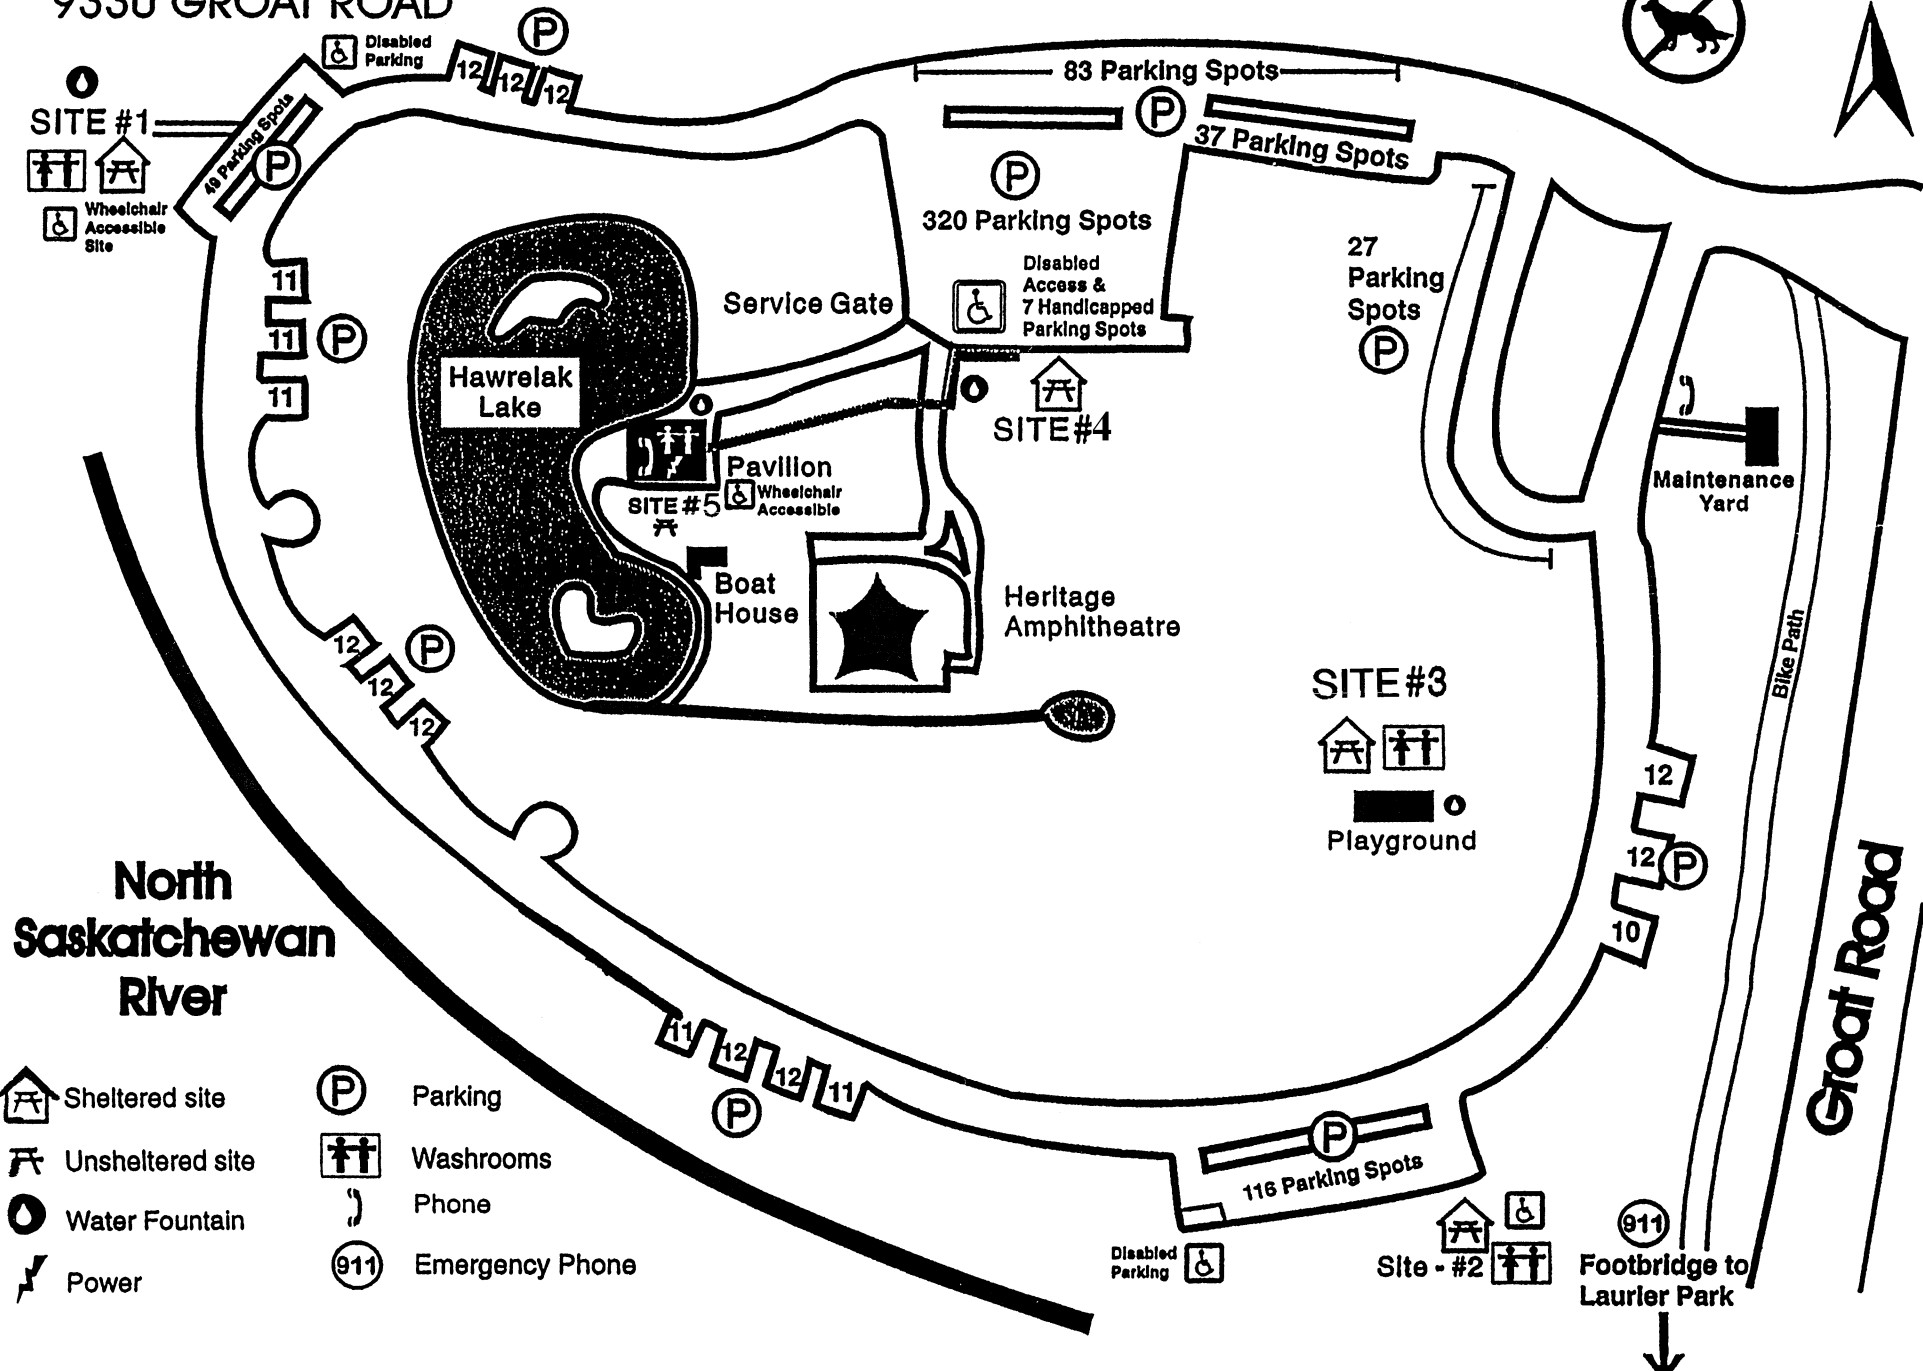 9330 GROAT ROAD
Disabled
Parking
P
12
12
12
SITE #1
49 Parking Spots
P
Wheelchair
Accessible
Site
83 Parking Spots
P
37 Parking Spots
P
320 Parking Spots
Disabled
Access &
7 Handicapped
Parking Spots
Service Gate
27
Parking
Spots
P
11
11
11
P
Hawrelak
Lake
SITE#4
Pavilion
Wheelchair
Accessible
SITE #5
Maintenance
Yard
Boat
House
Heritage
Amphitheatre
12
12
12
P
SITE #3
Playground
Bike Path
12
12
10
P
Groat Road
North
Saskatchewan
River
11
12
12
11
P
P
116 Parking Spots
Disabled
Parking
Site - #2
911
Footbridge to
Laurier Park
Sheltered site
Unsheltered site
Water Fountain
Power
P Parking
Washrooms
Phone
911 Emergency Phone